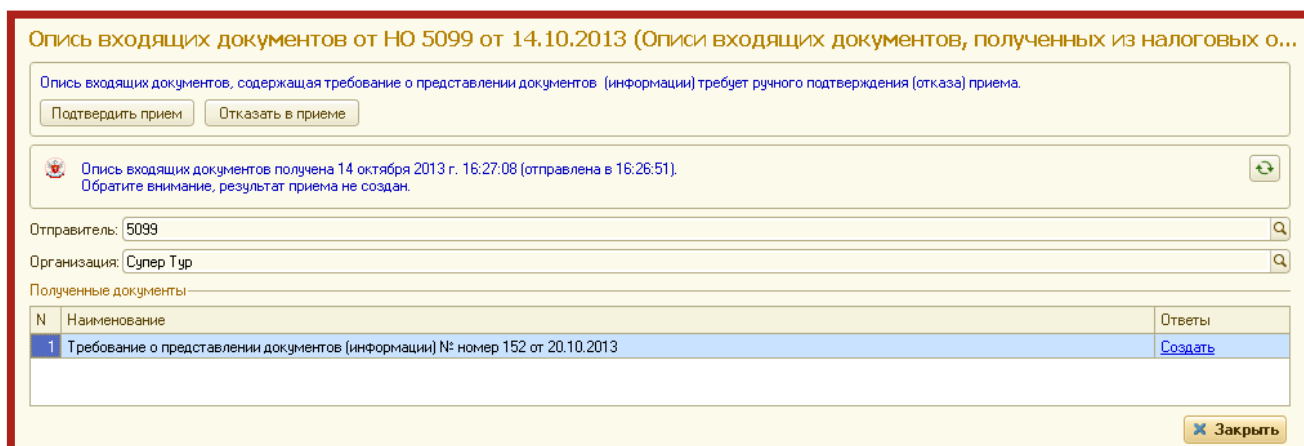 Опись входящих документов от НО 5099 от 14.10.2013 (Описи входящих документов, полученных из налоговых о...
Опись входящих документов, содержащая требование о представлении документов (информации) требует ручного подтверждения (отказа) приема.
Подтвердить прием Отказать в приеме
Опись входящих документов получена 14 октября 2013 г. 16:27:08 (отправлена в 16:26:51).
Обратите внимание, результат приема не создан.
Отправитель: 5099
Организация: Супер Тур
Полученные документы
N Наименование Ответы
1 Требование о представлении документов (информации) № номер 152 от 20.10.2013 Создать
Закрыть